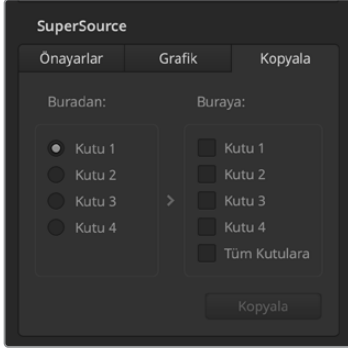 SuperSource
Önayarlar Grafik Kopyala
Buradan: Buraya:
Kutu 1 Kutu 1
Kutu 2 Kutu 2
Kutu 3 > Kutu 3
Kutu 4 Kutu 4
Tüm Kutulara
Kopyala